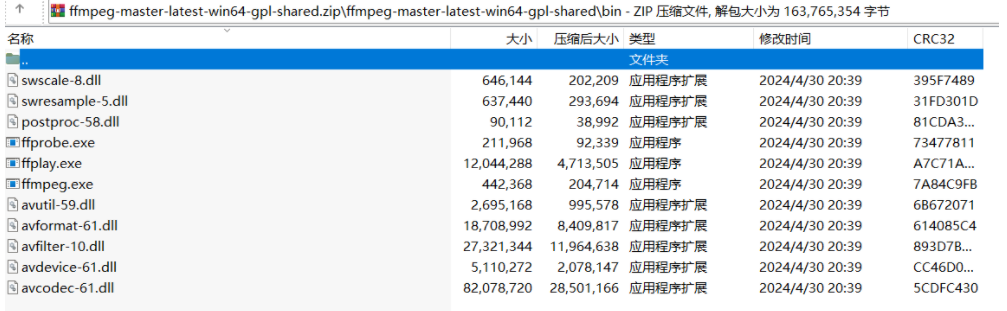 ffmpeg-master-latest-win64-gpl-shared.zip\ffmpeg-master-latest-win64-gpl-shared\bin - ZIP 压缩文件, 解包大小为 163,765,354 字节
名称 大小 压缩后大小 类型 修改时间 CRC32
.. 文件夹
swscale-8.dll 646,144 202,209 应用程序扩展 2024/4/30 20:39 395F7489
swresample-5.dll 637,440 293,694 应用程序扩展 2024/4/30 20:39 31FD301D
postproc-58.dll 90,112 38,992 应用程序扩展 2024/4/30 20:39 81CDA3...
ffprobe.exe 211,968 92,339 应用程序 2024/4/30 20:39 73477811
ffplay.exe 12,044,288 4,713,505 应用程序 2024/4/30 20:39 A7C71A...
ffmpeg.exe 442,368 204,714 应用程序 2024/4/30 20:39 7A84C9FB
avutil-59.dll 2,695,168 995,578 应用程序扩展 2024/4/30 20:39 6B672071
avformat-61.dll 18,708,992 8,409,817 应用程序扩展 2024/4/30 20:39 614085C4
avfilter-10.dll 27,321,344 11,964,638 应用程序扩展 2024/4/30 20:39 893D7B...
avdevice-61.dll 5,110,272 2,078,147 应用程序扩展 2024/4/30 20:39 CC46D0...
avcodec-61.dll 82,078,720 28,501,166 应用程序扩展 2024/4/30 20:39 5CDFC430